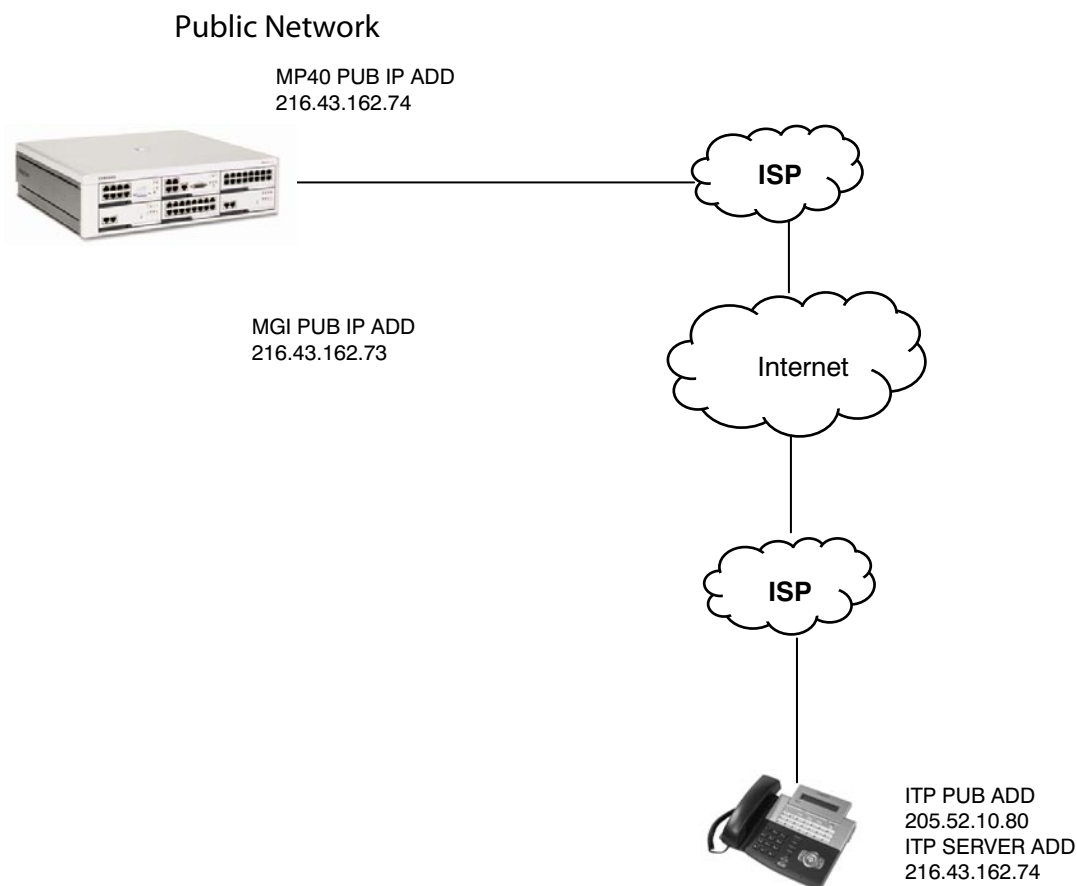 Public Network
MP40 PUB IP ADD
216.43.162.74
ISP
MGI PUB IP ADD
216.43.162.73
Internet
ISP
ITP PUB ADD
205.52.10.80
ITP SERVER ADD
216.43.162.74